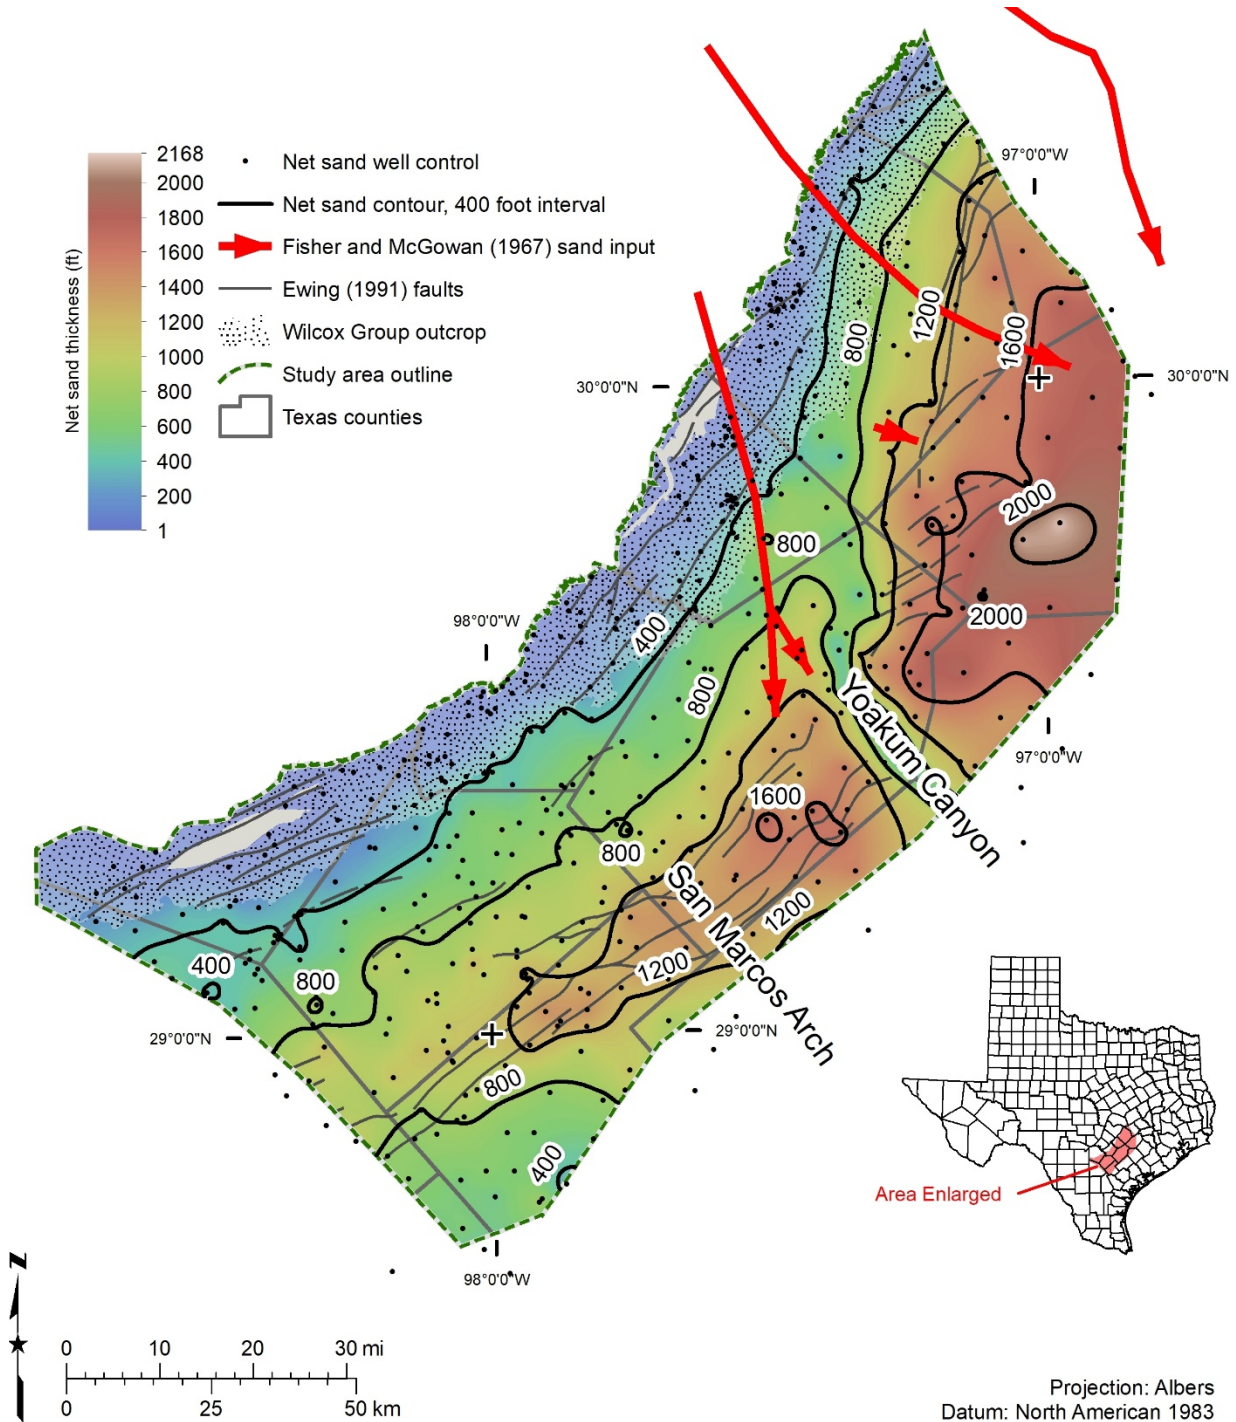 97°0'0"W
2168
2000
1800
1600
1400
1200
1000
800
600
400
200
1
Net sand thickness (ft)
Net sand well control
Net sand contour, 400 foot interval
Fisher and McGowan (1967) sand input
Ewing (1991) faults
Wilcox Group outcrop
Study area outline
Texas counties
800
1200
1600
30°0'0"N
30°0'0"N
2000
800
2000
98°0'0"W
400
800
Yoakum Canyon
97°0'0"W
1600
800
San Marcos Arch
1200
1200
400
800
29°0'0"N
29°0'0"N
800
400
98°0'0"W
Area Enlarged
N
0 10 20 30 mi
0 25 50 km
Projection: Albers
Datum: North American 1983